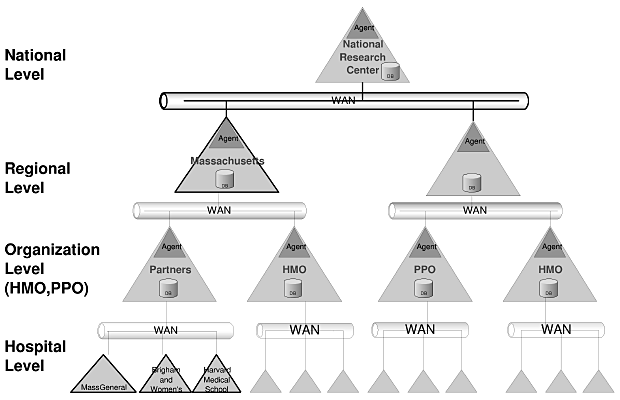 National
Level
Agent
National
Research
Center
DB
WAN
Regional
Level
Agent
Massachusetts
DB
Agent
DB
WAN
WAN
Organization
Level
(HMO,PPO)
Agent
Partners
DB
Agent
HMO
DB
Agent
PPO
DB
Agent
HMO
DB
WAN
WAN
WAN
WAN
Hospital
Level
MassGeneral
Brigham
and
Women's
Harvard
Medical
School